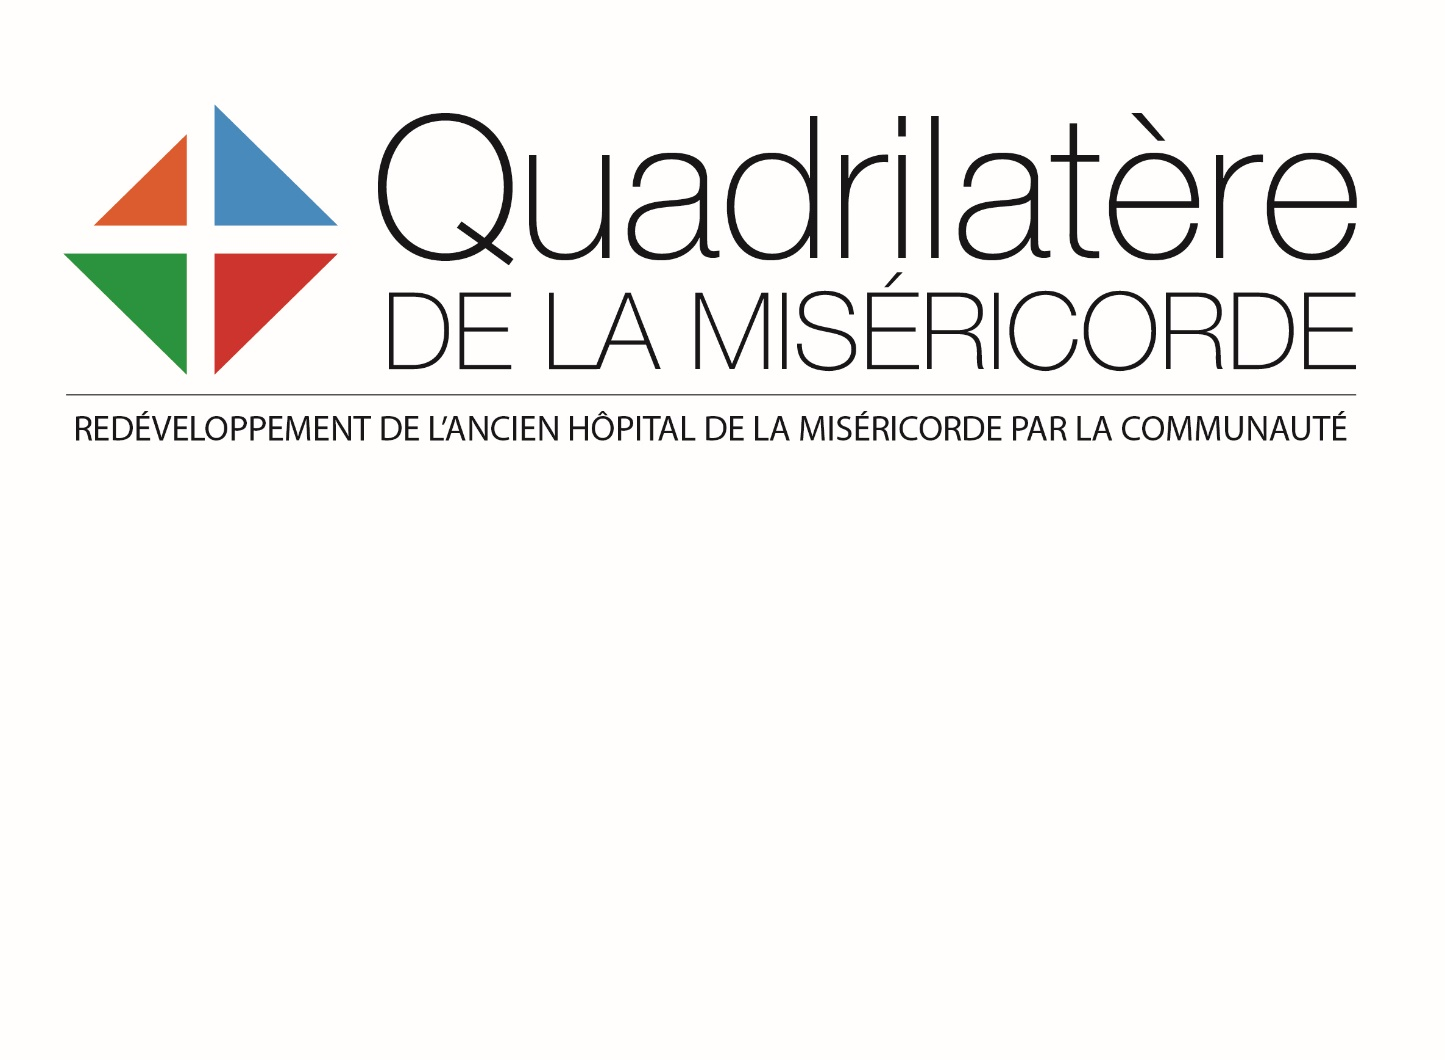 Quadrilatère
DE LA MISÉRICORDE
REDÉVELOPPEMENT DE L’ANCIEN HÔPITAL DE LA MISÉRICORDE PAR LA COMMUNAUTÉ